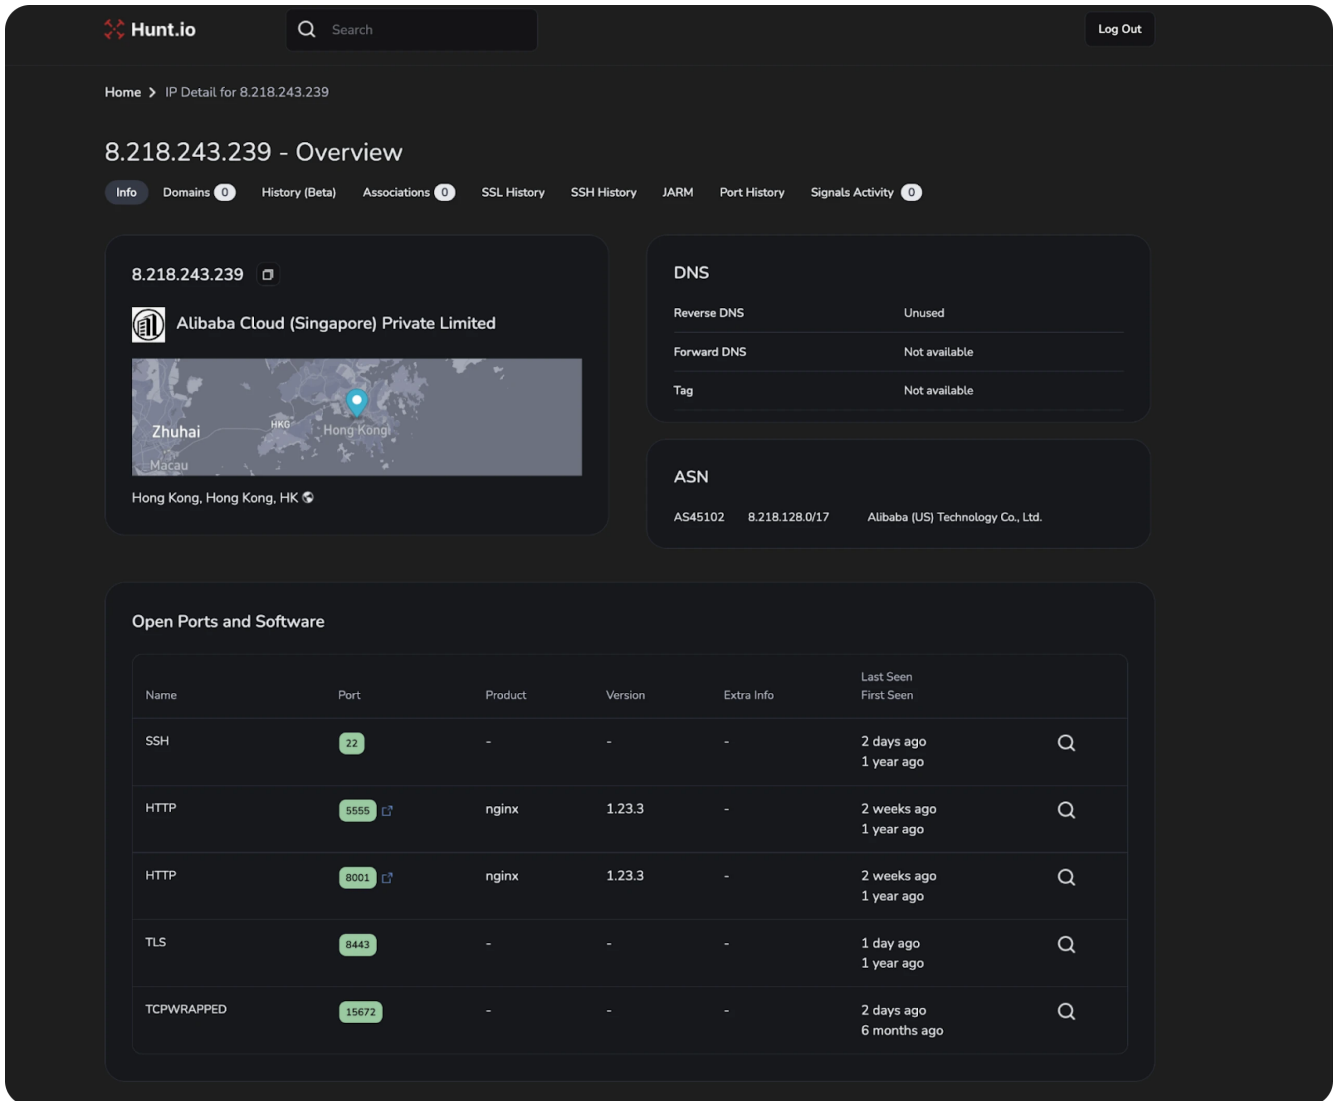 Hunt.io
Search
Log Out
Home > IP Detail for 8.218.243.239
8.218.243.239 - Overview
Info Domains 0 History (Beta) Associations 0 SSL History SSH History JARM Port History Signals Activity 0
8.218.243.239
Alibaba Cloud (Singapore) Private Limited
Zhuhai
HKG
Hong Kong
Macau
Hong Kong, Hong Kong, HK
DNS
Reverse DNS Unused
Forward DNS Not available
Tag Not available
ASN
AS45102 8.218.128.0/17 Alibaba (US) Technology Co., Ltd.
Open Ports and Software
Last Seen
Name Port Product Version Extra Info First Seen
SSH 22 - - - 2 days ago
1 year ago
HTTP 5555 nginx 1.23.3 - 2 weeks ago
1 year ago
HTTP 8001 nginx 1.23.3 - 2 weeks ago
1 year ago
TLS 8443 - - - 1 day ago
1 year ago
TCPWRAPPED 15672 - - - 2 days ago
6 months ago